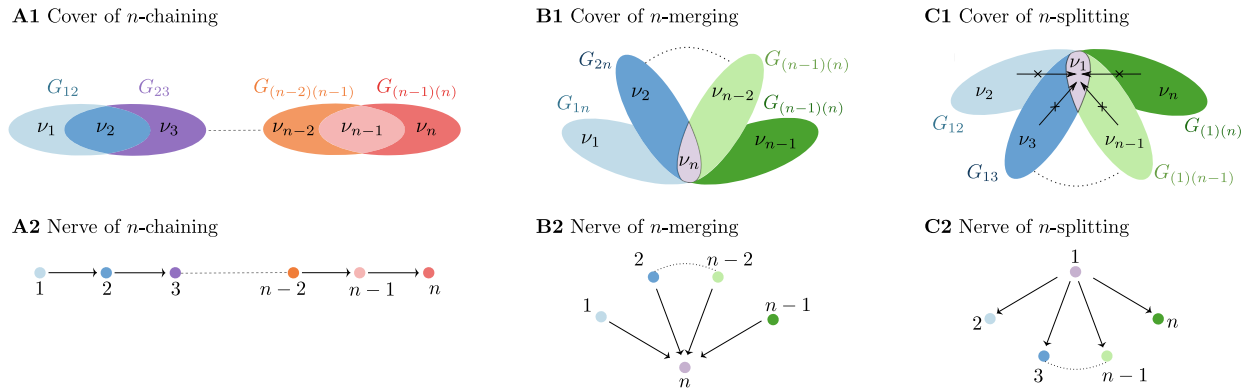 A1 Cover of n-chaining
G₁₂ G₂₃ G₍ₙ₋₂₎₍ₙ₋₁₎ G₍ₙ₋₁₎₍ₙ₎
ν₁ ν₂ ν₃ νₙ₋₂ νₙ₋₁ νₙ
A2 Nerve of n-chaining
1 2 3 n − 2 n − 1 n
B1 Cover of n-merging
G₂ₙ G₍ₙ₋₁₎₍ₙ₎
G₁ₙ ν₂ νₙ₋₂ G₍ₙ₋₁₎₍ₙ₎
ν₁ νₙ νₙ₋₁
B2 Nerve of n-merging
2 n − 2
1 n − 1
n
C1 Cover of n-splitting
ν₁
ν₂ νₙ
G₁₂ ν₃ νₙ₋₁ G₍₁₎₍ₙ₎
G₁₃ G₍₁₎₍ₙ₋₁₎
C2 Nerve of n-splitting
1
2 n
3 n − 1